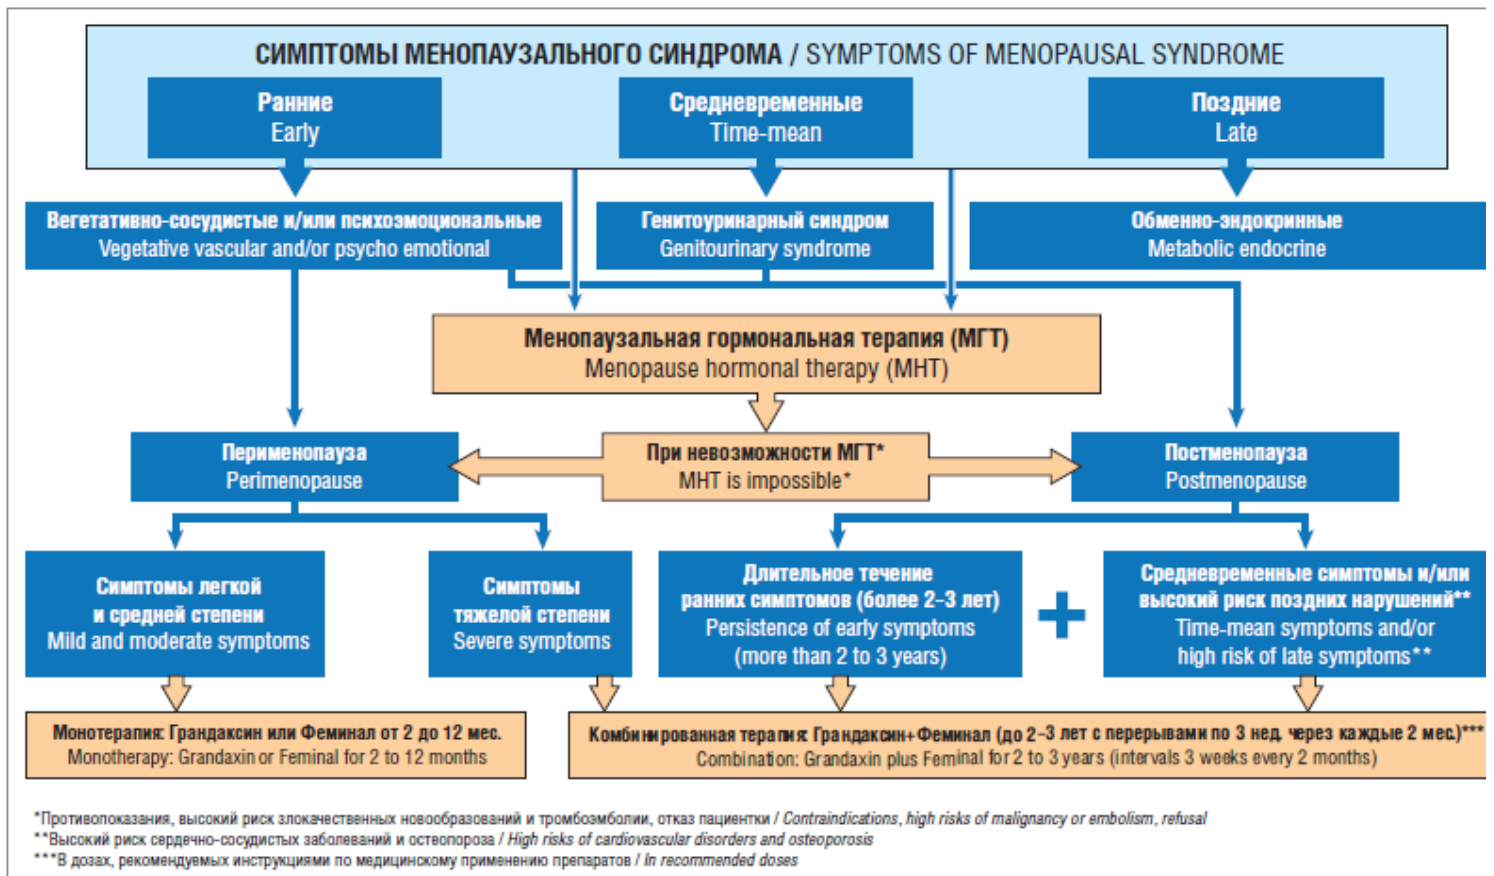 СИМПТОМЫ МЕНОПАУЗАЛЬНОГО СИНДРОМА / SYMPTOMS OF MENOPAUSAL SYNDROME
Ранние
Early
Средневременные
Time-mean
Поздние
Late
Вегетативно-сосудистые и/или психоэмоциональные
Vegetative vascular and/or psycho emotional
Генитоуринарный синдром
Genitourinary syndrome
Обменно-эндокринные
Metabolic endocrine
Менопаузальная гормональная терапия (МГТ)
Menopause hormonal therapy (MHT)
Перименопауза
Perimenopause
При невозможности МГТ*
MHT is impossible*
Постменопауза
Postmenopause
Симптомы легкой
и средней степени
Mild and moderate symptoms
Симптомы
тяжелой степени
Severe symptoms
Длительное течение
ранних симптомов (более 2–3 лет)
Persistence of early symptoms
(more than 2 to 3 years)
+
Средневременные симптомы и/или
высокий риск поздних нарушений**
Time-mean symptoms and/or
high risk of late symptoms**
Монотерапия: Грандаксин или Феминал от 2 до 12 мес.
Monotherapy: Grandaxin or Feminal for 2 to 12 months
Комбинированная терапия: Грандаксин+Феминал (до 2–3 лет с перерывами по 3 нед. через каждые 2 мес.)***
Combination: Grandaxin plus Feminal for 2 to 3 years (intervals 3 weeks every 2 months)
*Противопоказания, высокий риск злокачественных новообразований и тромбоэмболии, отказ пациентки / Contraindications, high risks of malignancy or embolism, refusal
**Высокий риск сердечно-сосудистых заболеваний и остеопороза / High risks of cardiovascular disorders and osteoporosis
***В дозах, рекомендуемых инструкциями по медицинскому применению препаратов / In recommended doses